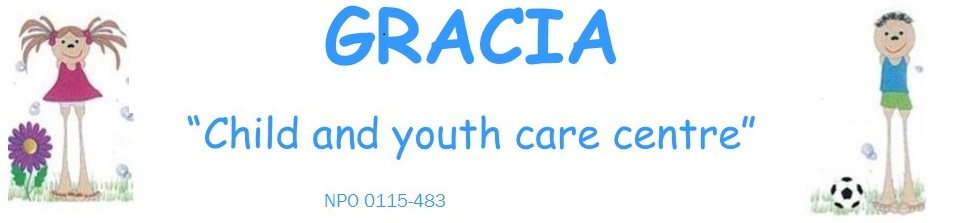 GRACIA
“Child and youth care centre”
NPO 0115-483